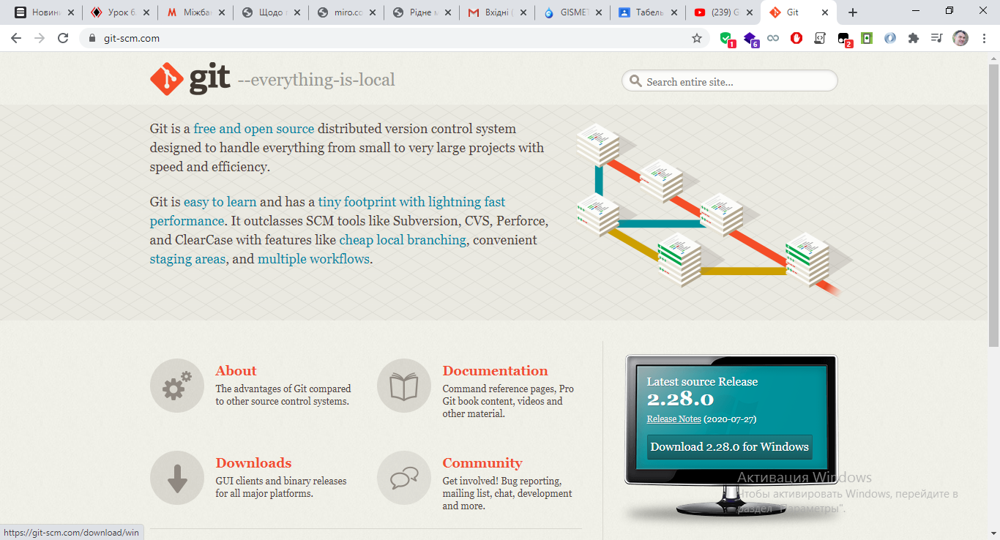 Новини
Урок б
Міжба
Щодо
miro.co
Рідне м
Вхідні (
GISMET
Табель
(239) G
Git
git-scm.com
1
6
2
git --everything-is-local
Search entire site...
Git is a free and open source distributed version control system
designed to handle everything from small to very large projects with
speed and efficiency.
Git is easy to learn and has a tiny footprint with lightning fast
performance. It outclasses SCM tools like Subversion, CVS, Perforce,
and ClearCase with features like cheap local branching, convenient
staging areas, and multiple workflows.
About
The advantages of Git compared
to other source control systems.
Documentation
Command reference pages, Pro
Git book content, videos and
other material.
Downloads
GUI clients and binary releases
for all major platforms.
Community
Get involved! Bug reporting,
mailing list, chat, development
and more.
Latest source Release
2.28.0
Release Notes (2020-07-27)
Download 2.28.0 for Windows
Активация Windows
Чтобы активировать Windows, перейдите в
раздел "Параметры".
https://git-scm.com/download/win